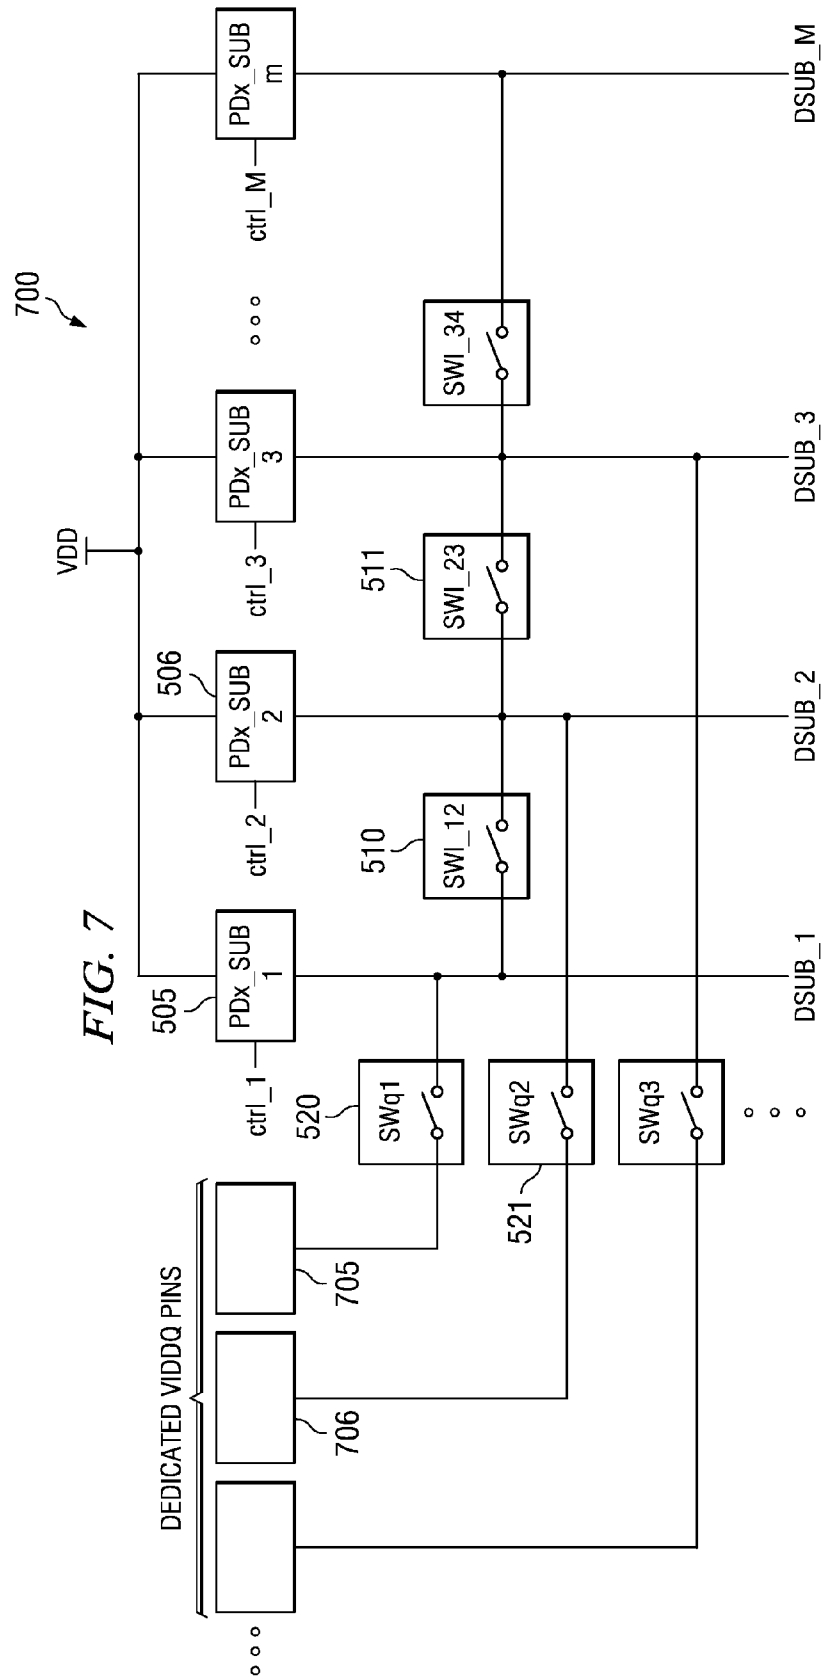 FIG. 7
700
VDD
505
506
PDx_SUB
1
PDx_SUB
2
PDx_SUB
3
PDx_SUB
m
ctrl_1
ctrl_2
ctrl_3
ctrl_M
DEDICATED VIDDQ PINS
705
706
520
SWq1
521
SWq2
SWq3
510
SWI_12
511
SWI_23
SWI_34
DSUB_1
DSUB_2
DSUB_3
DSUB_M